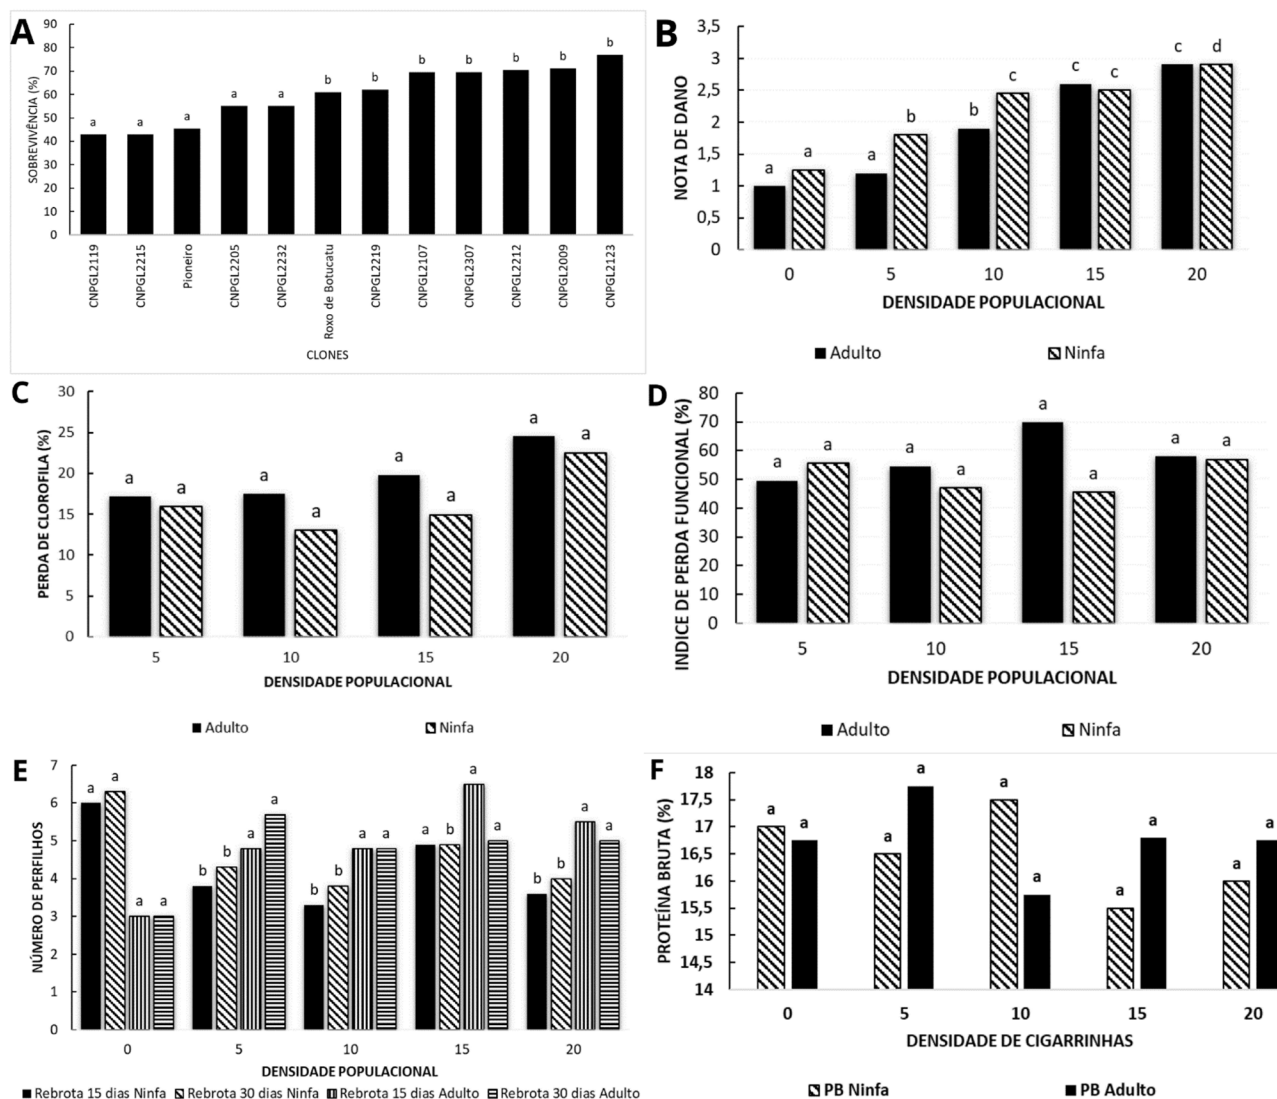 A
SOBREVIVÊNCIA (%)
90
80
70
60
50
40
30
20
10
0
a a a a a b b b b b b b
CNPGL2119 CNPGL2215 Pioneiro CNPGL2205 CNPGL2232 Roxo de Botucatu CNPGL2219 CNPGL2107 CNPGL2307 CNPGL2212 CNPGL2009 CNPGL2123
CLONES
B
NOTA DE DANO
3,5
3
2,5
2
1,5
1
0,5
0
a a a b b c c c c d
0 5 10 15 20
DENSIDADE POPULACIONAL
Adulto Ninfa
C
PERDA DE CLOROFILA (%)
30
25
20
15
10
5
0
a a a a a a a a
5 10 15 20
DENSIDADE POPULACIONAL
Adulto Ninfa
D
INDICE DE PERDA FUNCIONAL (%)
80
70
60
50
40
30
20
10
0
a a a a a a a a
5 10 15 20
DENSIDADE POPULACIONAL
Adulto Ninfa
E
NÚMERO DE PERFILHOS
7
6
5
4
3
2
1
0
a a a a b b a a b b a a a b a a b b a a
0 5 10 15 20
DENSIDADE POPULACIONAL
Rebrota 15 dias Ninfa Rebrota 30 dias Ninfa Rebrota 15 dias Adulto Rebrota 30 dias Adulto
F
PROTEÍNA BRUTA (%)
18
17,5
17
16,5
16
15,5
15
14,5
14
a a a a a a a a a a
0 5 10 15 20
DENSIDADE DE CIGARRINHAS
PB Ninfa PB Adulto